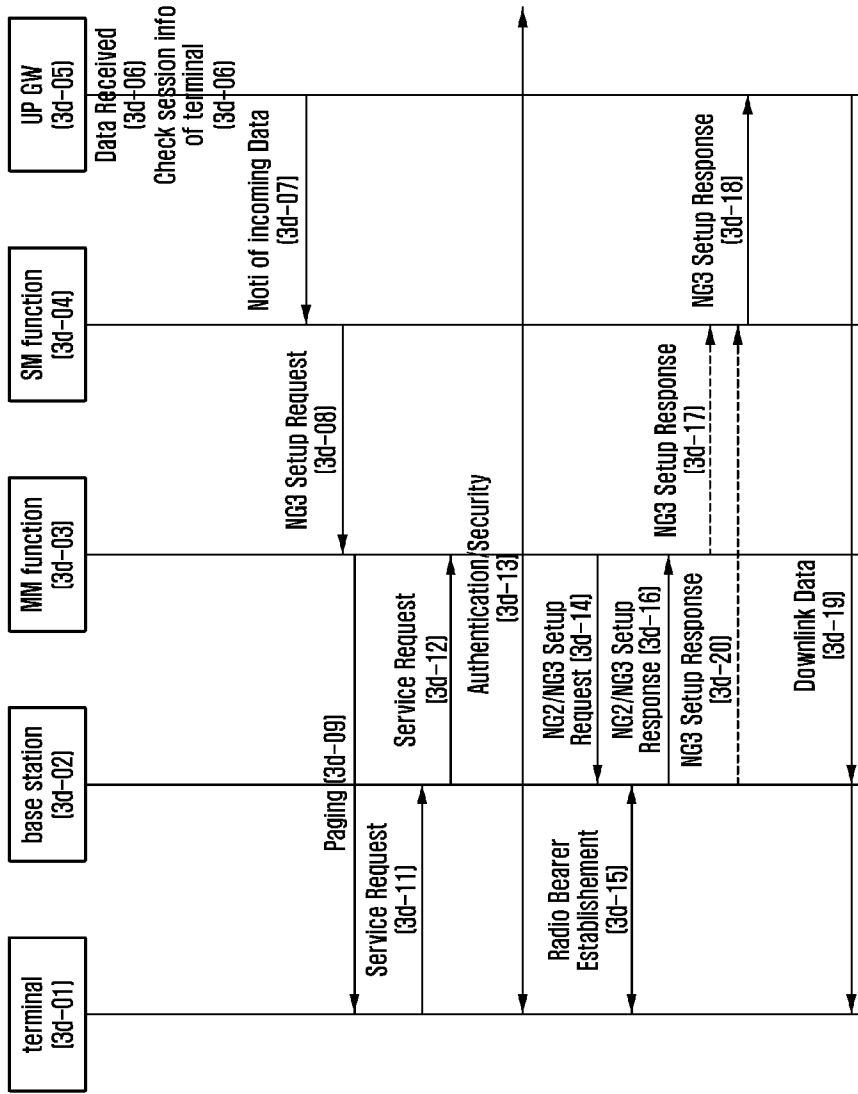 terminal
(3d-01)
base station
(3d-02)
MM function
(3d-03)
SM function
(3d-04)
UP GW
(3d-05)
Data Received
(3d-06)
Check session info
of terminal
(3d-06)
Noti of incoming Data
(3d-07)
NG3 Setup Request
(3d-08)
Paging (3d-09)
Service Request
(3d-11)
Service Request
(3d-12)
Authentication/Security
(3d-13)
NG2/NG3 Setup
Request (3d-14)
Radio Bearer
Establishement
(3d-15)
NG2/NG3 Setup
Response (3d-16)
NG3 Setup Response
(3d-17)
NG3 Setup Response
(3d-20)
NG3 Setup Response
(3d-18)
Downlink Data
(3d-19)